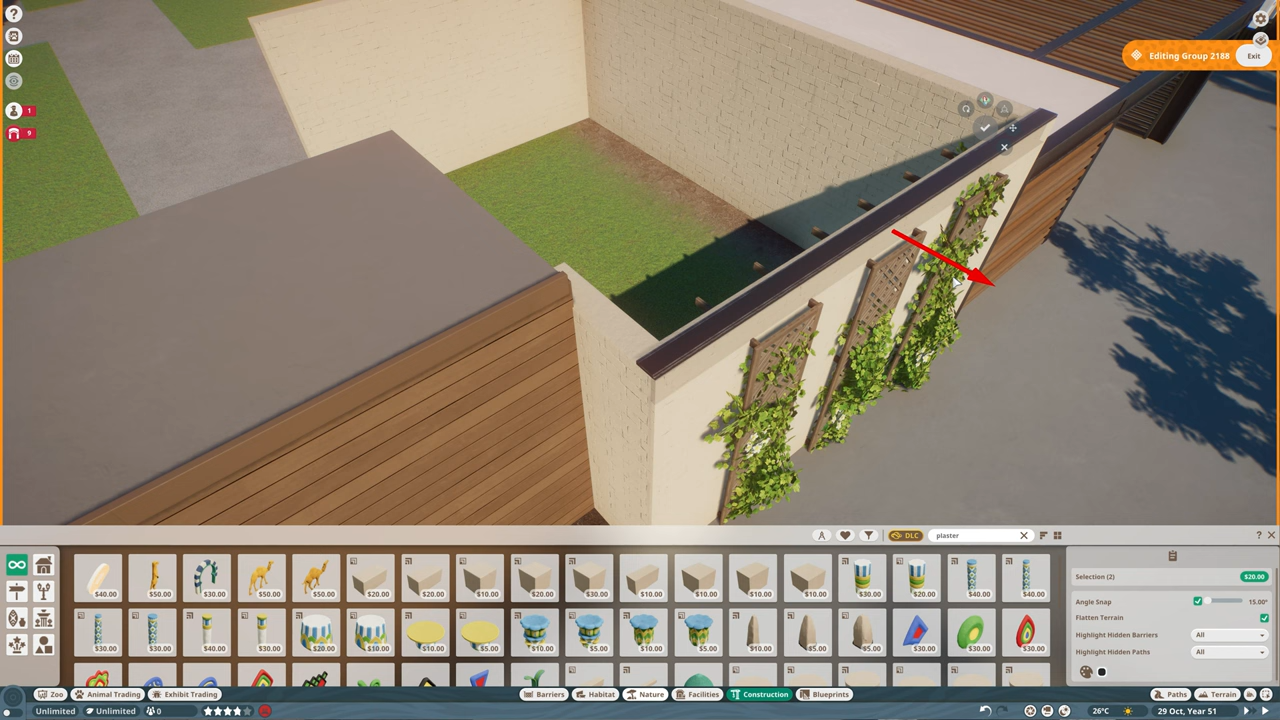 ?
1
9
Editing Group 2188
Exit
DLC
plaster
? ×
$40.00 $50.00 $30.00 $50.00 $50.00 $20.00 $20.00 $10.00 $20.00 $30.00 $10.00 $10.00 $10.00 $10.00 $30.00 $20.00 $40.00 $40.00
$30.00 $30.00 $40.00 $30.00 $20.00 $10.00 $10.00 $5.00 $10.00 $5.00 $10.00 $5.00 $10.00 $5.00 $5.00 $30.00 $30.00 $30.00
Selection (2) $20.00
Angle Snap 15.00°
Flatten Terrain
Highlight Hidden Barriers All
Highlight Hidden Paths All
Zoo Animal Trading Exhibit Trading Barriers Habitat Nature Facilities Construction Blueprints Paths Terrain
Unlimited Unlimited 0 26°C 29 Oct, Year 51